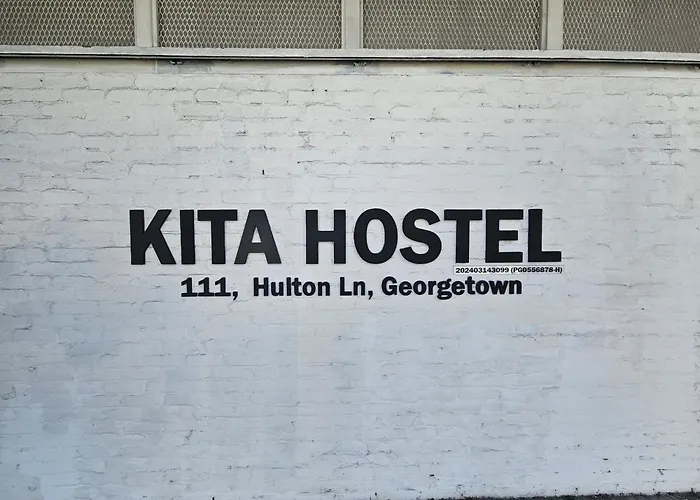 KITA HOSTEL
202403143099 (PG0556878-H)
111, Hulton Ln, Georgetown